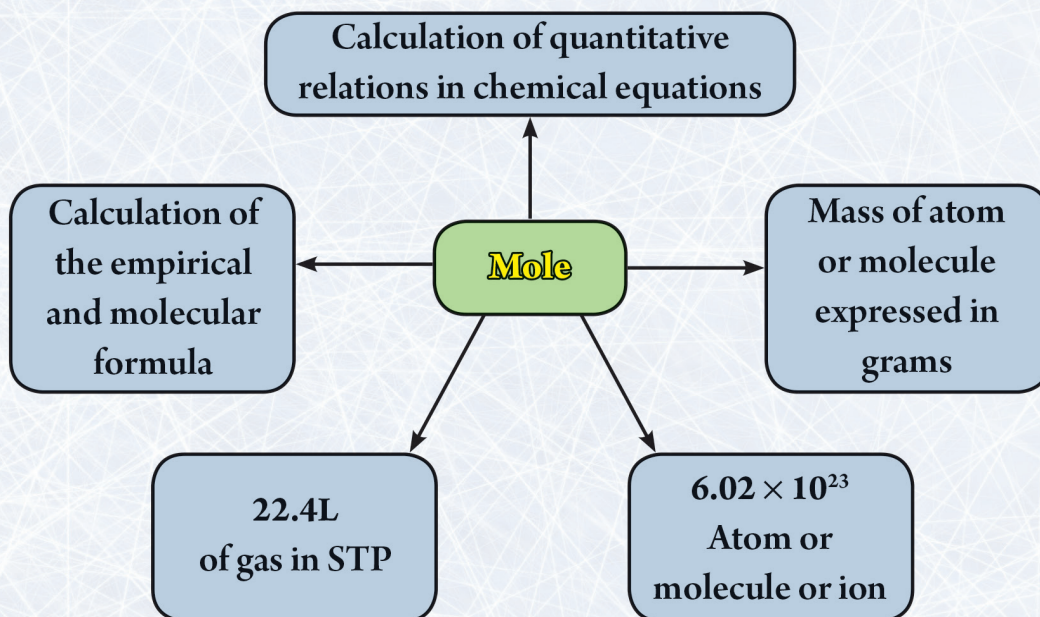 Calculation of quantitative
relations in chemical equations
Calculation of
the empirical
and molecular
formula
Mole
Mass of atom
or molecule
expressed in
grams
22.4L
of gas in STP
6.02 × 10²³
Atom or
molecule or ion